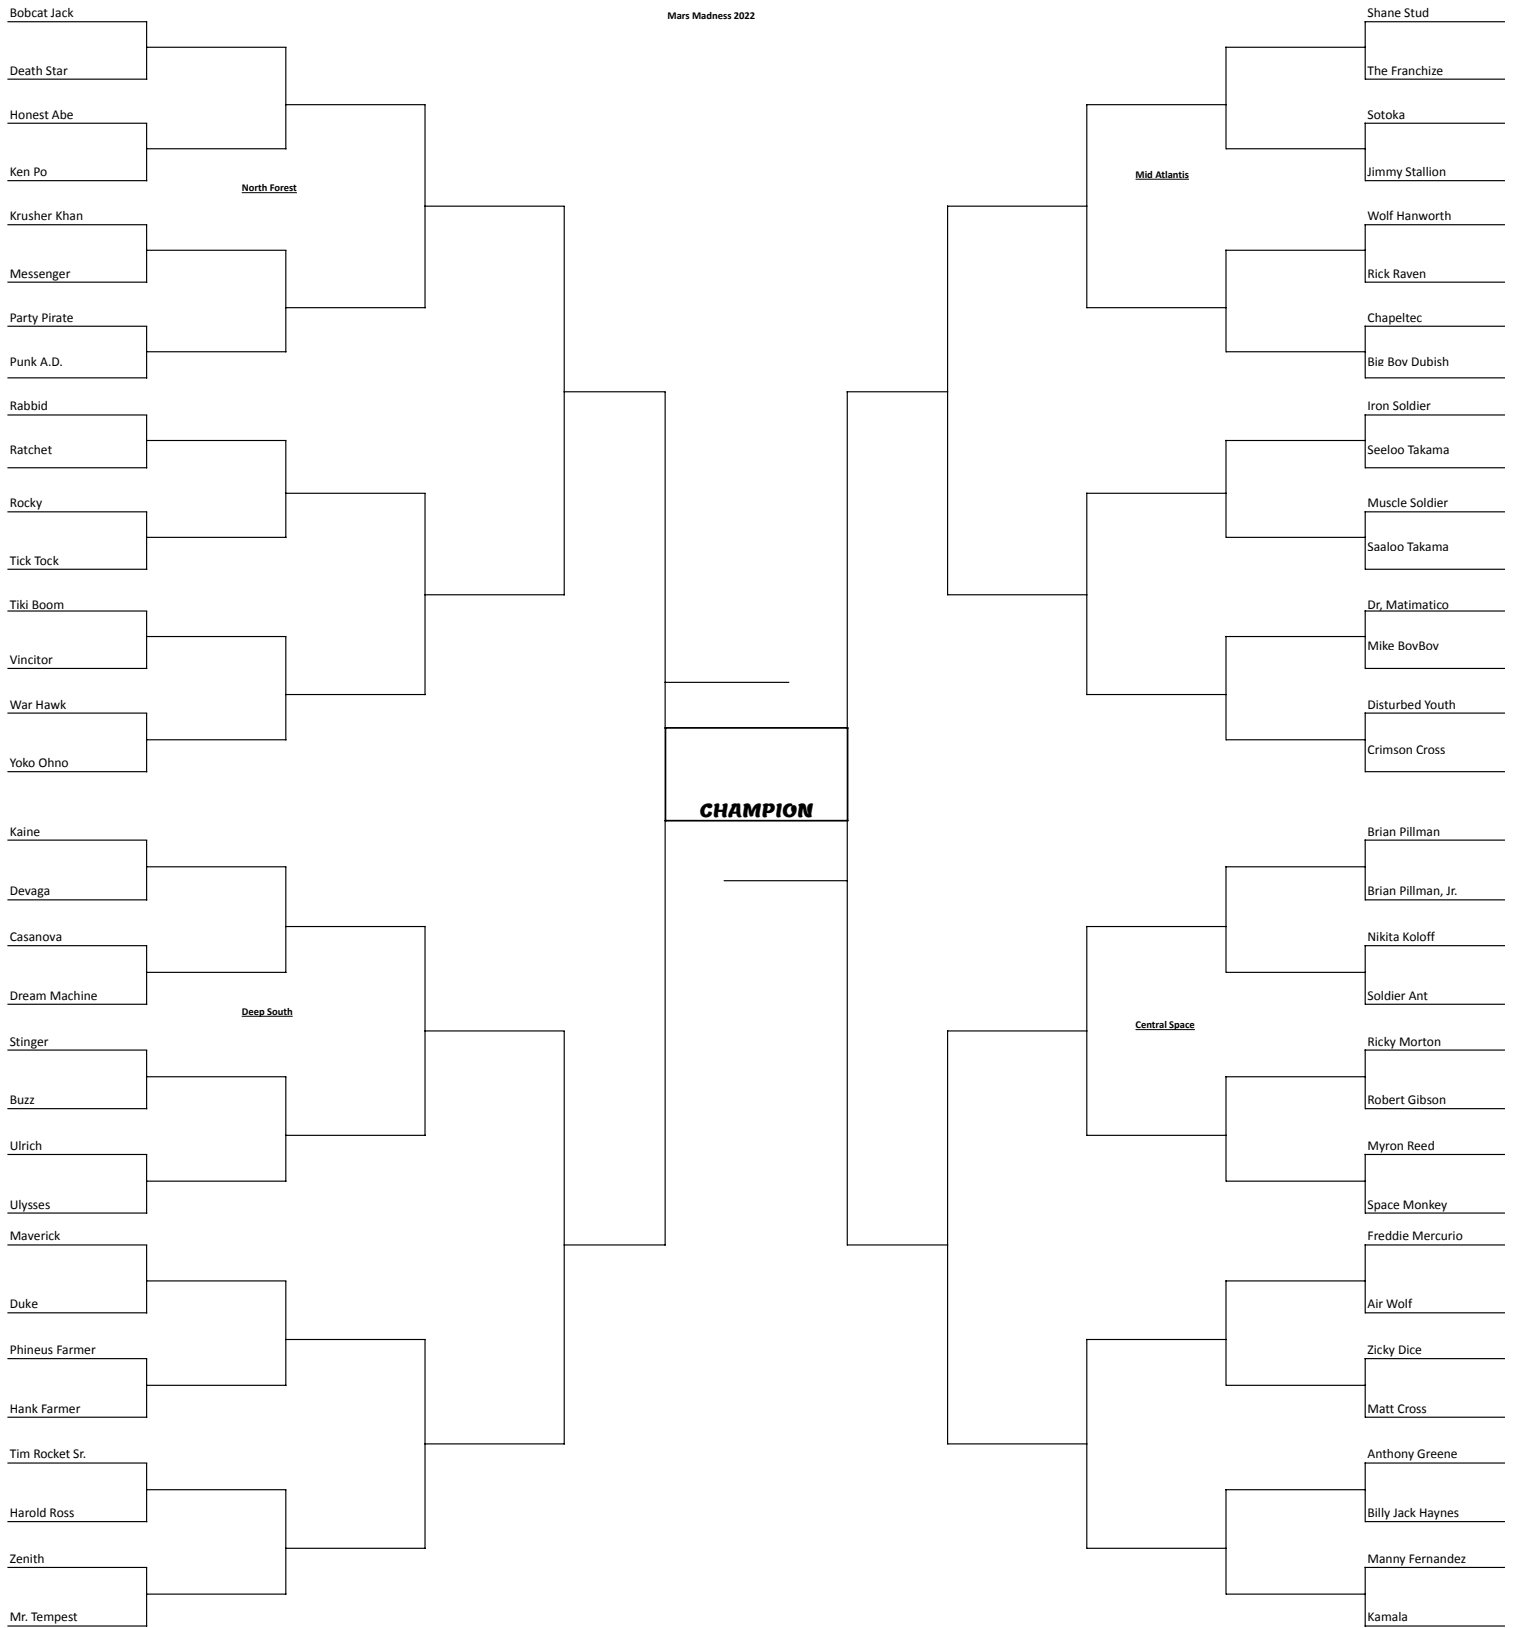 Mars Madness 2022
Bobcat Jack
Death Star
Honest Abe
Ken Po
North Forest
Krusher Khan
Messenger
Party Pirate
Punk A.D.
Rabbid
Ratchet
Rocky
Tick Tock
Tiki Boom
Vincitor
War Hawk
Yoko Ohno
Kaine
Devaga
Casanova
Dream Machine
Deep South
Stinger
Buzz
Ulrich
Ulysses
Maverick
Duke
Phineus Farmer
Hank Farmer
Tim Rocket Sr.
Harold Ross
Zenith
Mr. Tempest
CHAMPION
Shane Stud
The Franchize
Sotoka
Jimmy Stallion
Mid Atlantis
Wolf Hanworth
Rick Raven
Chapeltec
Big Boy Dubish
Iron Soldier
Seeloo Takama
Muscle Soldier
Saaloo Takama
Dr, Matimatico
Mike BoyBoy
Disturbed Youth
Crimson Cross
Brian Pillman
Brian Pillman, Jr.
Nikita Koloff
Soldier Ant
Central Space
Ricky Morton
Robert Gibson
Myron Reed
Space Monkey
Freddie Mercurio
Air Wolf
Zicky Dice
Matt Cross
Anthony Greene
Billy Jack Haynes
Manny Fernandez
Kamala